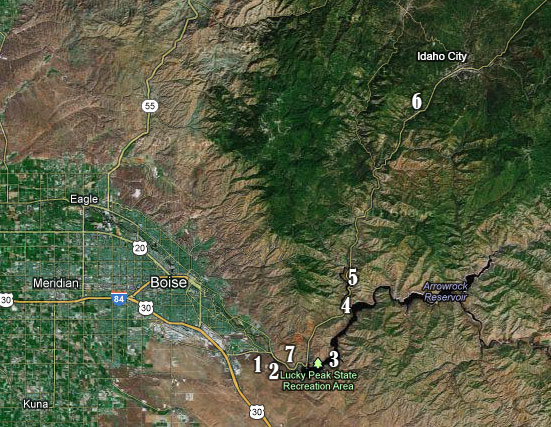 Idaho City
6
55
Eagle
20
5
Meridian
Boise
Arrowrock
Reservoir
30
84
30
4
1
7
3
2
Lucky Peak State
Recreation Area
Kuna
30